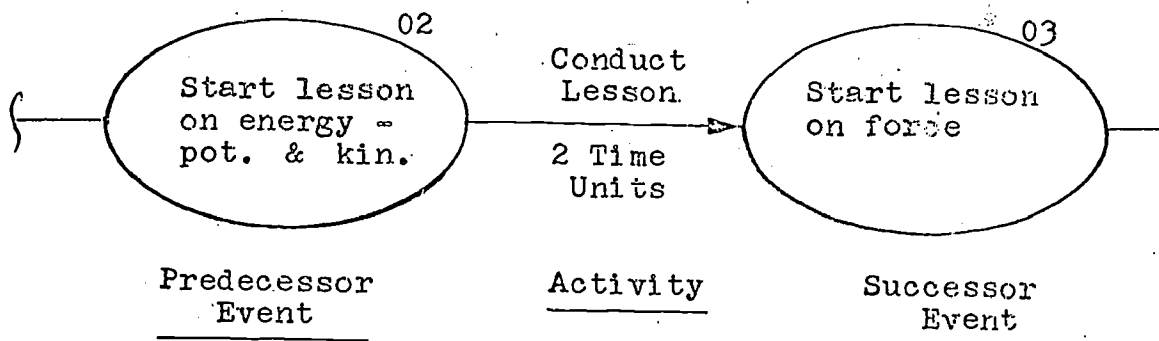 02
Start lesson
on energy -
pot. & kin.
Conduct
Lesson.
2 Time
Units
03
Start lesson
on force
Predecessor
Event
Activity
Successor
Event